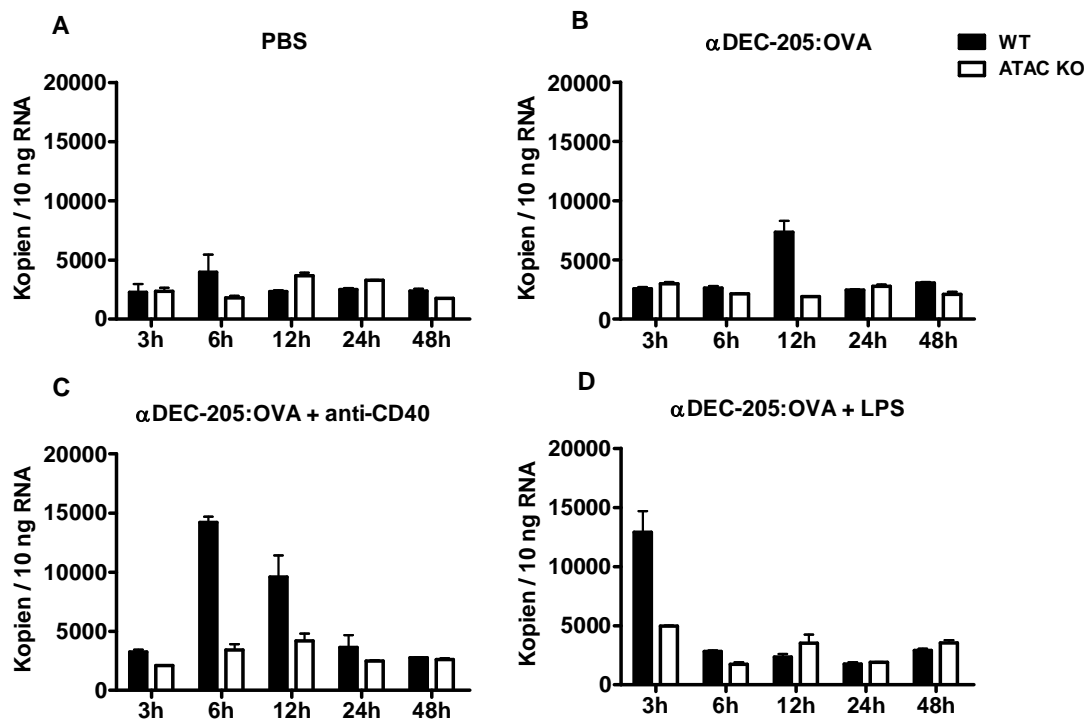 A
PBS
Kopien / 10 ng RNA
20000
15000
10000
5000
0
3h 6h 12h 24h 48h
B
αDEC-205:OVA
WT
ATAC KO
Kopien / 10 ng RNA
20000
15000
10000
5000
0
3h 6h 12h 24h 48h
C
αDEC-205:OVA + anti-CD40
Kopien / 10 ng RNA
20000
15000
10000
5000
0
3h 6h 12h 24h 48h
D
αDEC-205:OVA + LPS
Kopien / 10 ng RNA
20000
15000
10000
5000
0
3h 6h 12h 24h 48h